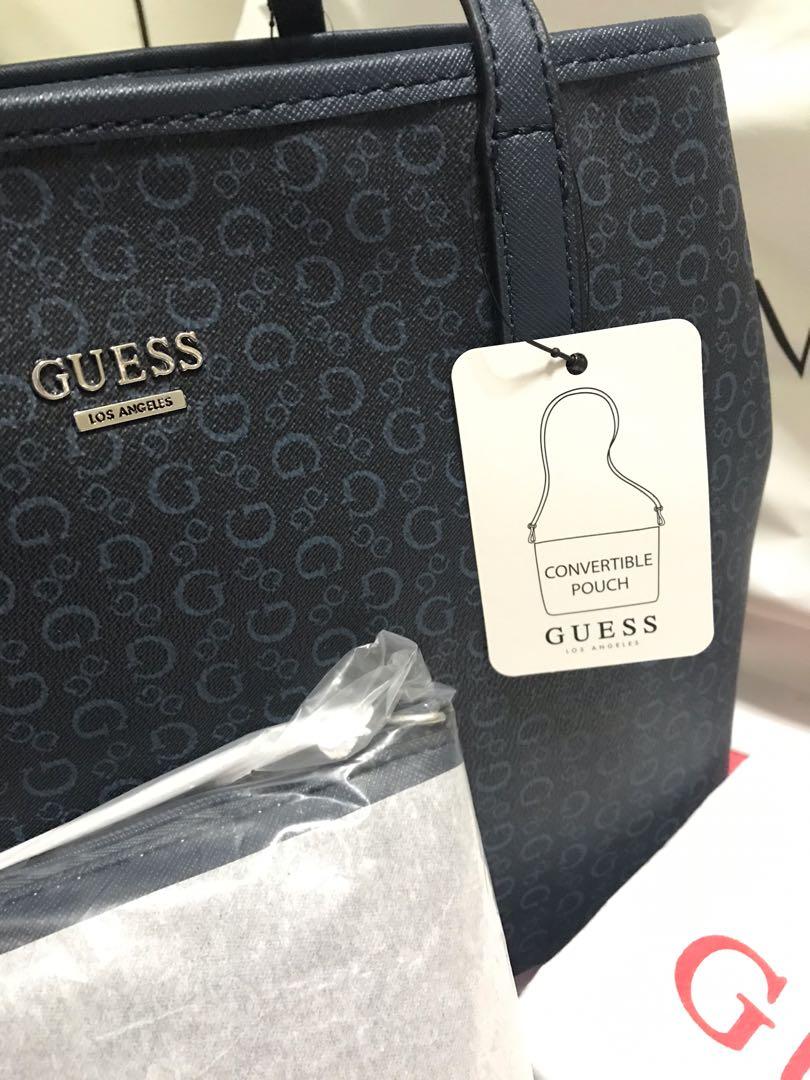 GUESS
LOS ANGELES
CONVERTIBLE
POUCH
GUESS
LOS ANGELES
G